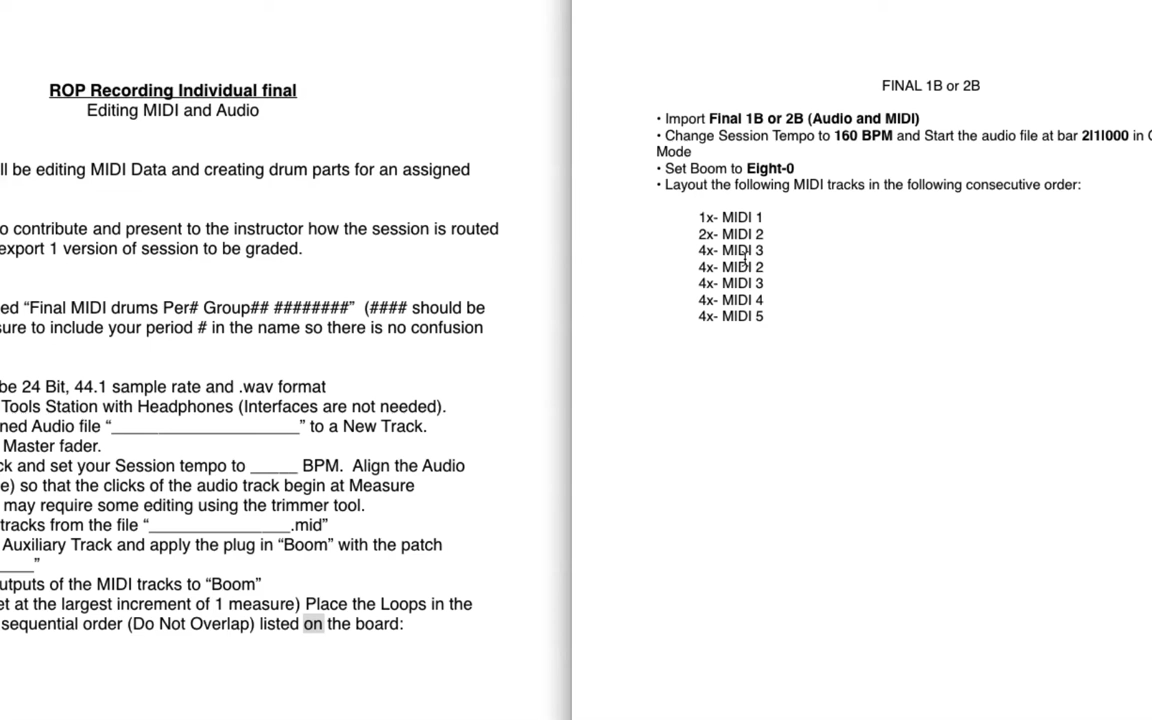 ROP Recording Individual final
Editing MIDI and Audio
ll be editing MIDI Data and creating drum parts for an assigned
o contribute and present to the instructor how the session is routed
export 1 version of session to be graded.
ed “Final MIDI drums Per# Group## ########” (#### should be
sure to include your period # in the name so there is no confusion
be 24 Bit, 44.1 sample rate and .wav format
Tools Station with Headphones (Interfaces are not needed).
ned Audio file “______________________” to a New Track.
Master fader.
ck and set your Session tempo to _____ BPM. Align the Audio
e) so that the clicks of the audio track begin at Measure
may require some editing using the trimmer tool.
tracks from the file “________________.mid”
Auxiliary Track and apply the plug in “Boom” with the patch
____”
utputs of the MIDI tracks to “Boom”
et at the largest increment of 1 measure) Place the Loops in the
sequential order (Do Not Overlap) listed on the board:
FINAL 1B or 2B
• Import Final 1B or 2B (Audio and MIDI)
• Change Session Tempo to 160 BPM and Start the audio file at bar 2|1|000 in
Mode
• Set Boom to Eight-0
• Layout the following MIDI tracks in the following consecutive order:
1x- MIDI 1
2x- MIDI 2
4x- MIDI 3
4x- MIDI 2
4x- MIDI 3
4x- MIDI 4
4x- MIDI 5